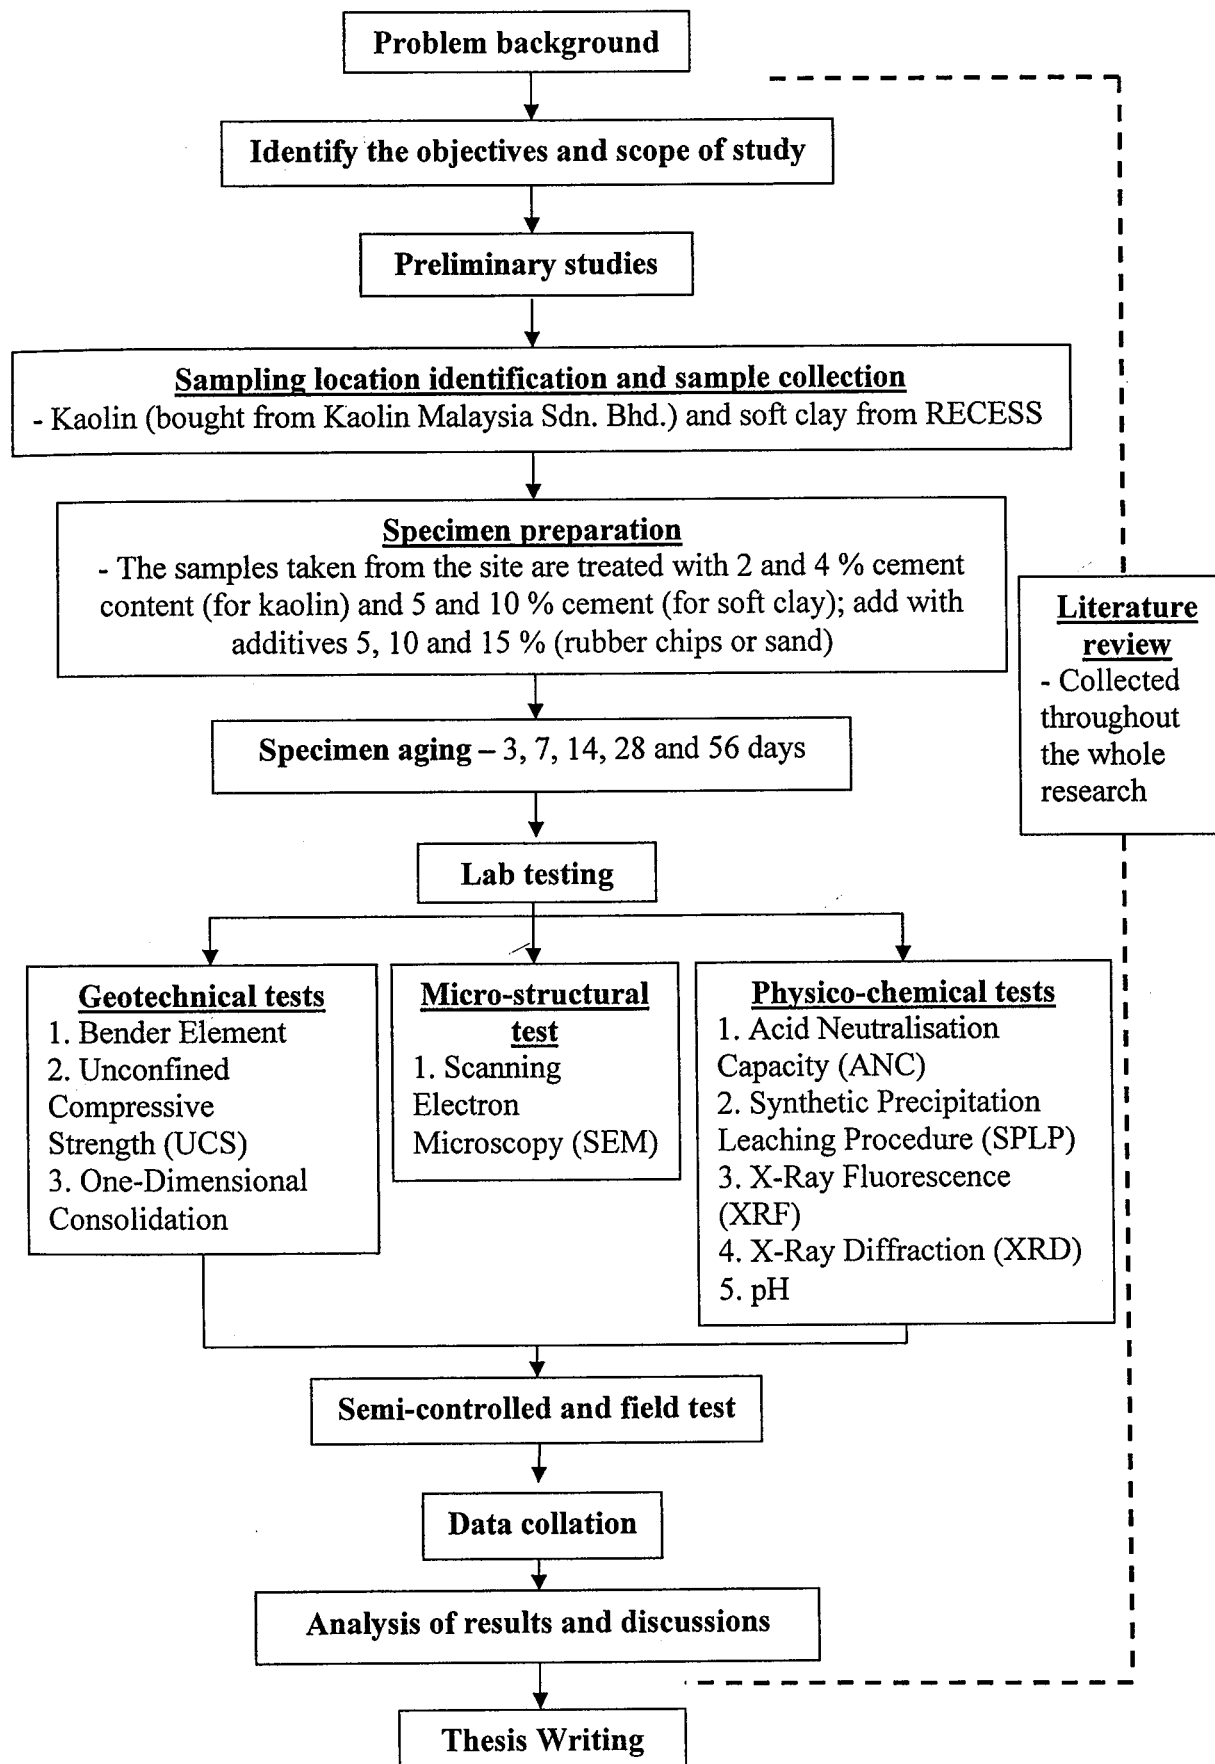 Problem background
Identify the objectives and scope of study
Preliminary studies
Sampling location identification and sample collection
- Kaolin (bought from Kaolin Malaysia Sdn. Bhd.) and soft clay from RECESS
Specimen preparation
- The samples taken from the site are treated with 2 and 4 % cement
content (for kaolin) and 5 and 10 % cement (for soft clay); add with
additives 5, 10 and 15 % (rubber chips or sand)
Literature
review
- Collected
throughout
the whole
research
Specimen aging – 3, 7, 14, 28 and 56 days
Lab testing
Geotechnical tests
1. Bender Element
2. Unconfined
Compressive
Strength (UCS)
3. One-Dimensional
Consolidation
Micro-structural
test
1. Scanning
Electron
Microscopy (SEM)
Physico-chemical tests
1. Acid Neutralisation
Capacity (ANC)
2. Synthetic Precipitation
Leaching Procedure (SPLP)
3. X-Ray Fluorescence
(XRF)
4. X-Ray Diffraction (XRD)
5. pH
Semi-controlled and field test
Data collation
Analysis of results and discussions
Thesis Writing